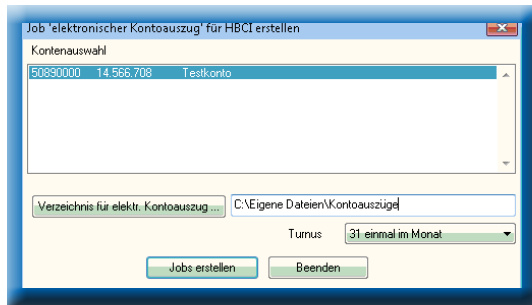 Job 'elektronischer Kontoauszug' für HBCI erstellen
Kontenauswahl
50890000 14.566.708 Testkonto
Verzeichnis für elektr. Kontoauszug ... C:\Eigene Dateien\Kontoauszüge
Turnus 31 einmal im Monat
Jobs erstellen Beenden